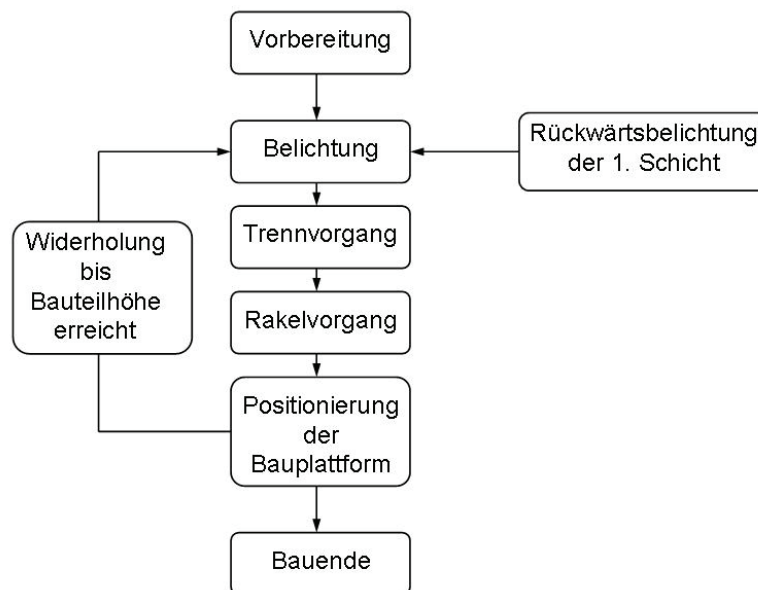 Vorbereitung
Belichtung
Rückwärtsbelichtung
der 1. Schicht
Trennvorgang
Widerholung
bis
Bauteilhöhe
erreicht
Rakelvorgang
Positionierung
der
Bauplattform
Bauende